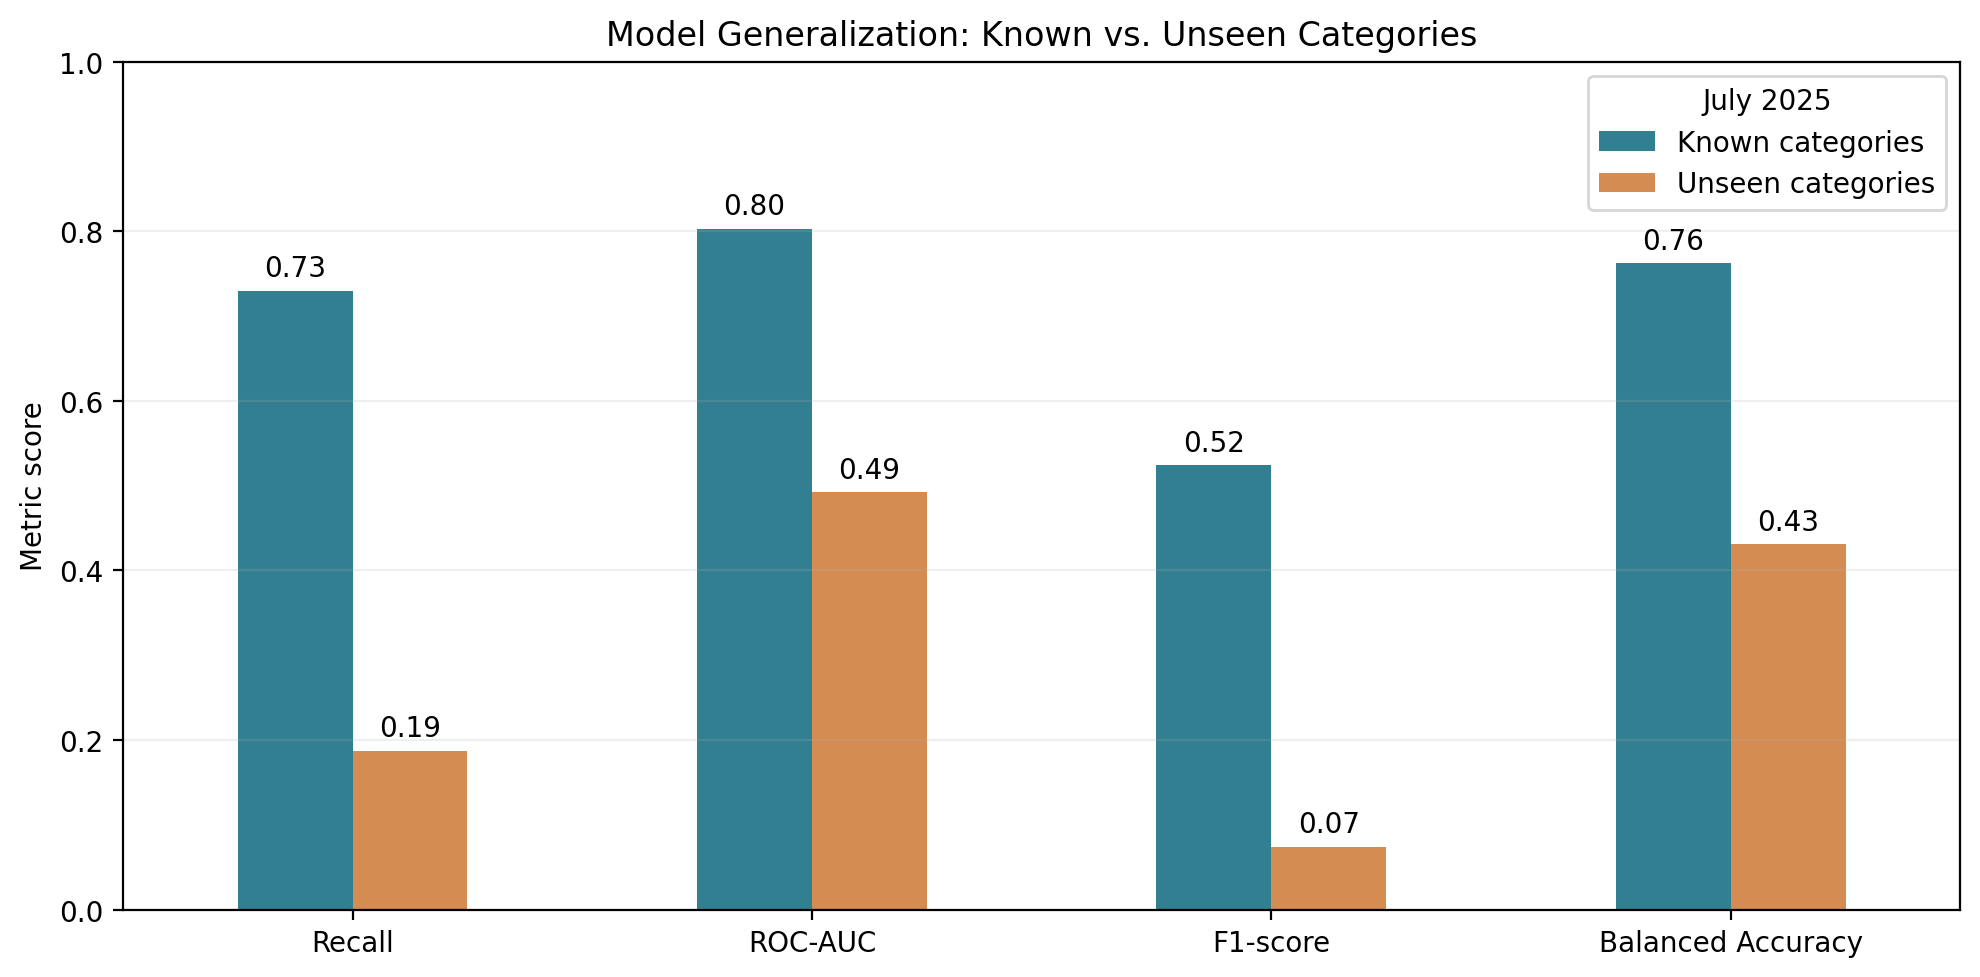 Model Generalization: Known vs. Unseen Categories
July 2025
Known categories
Unseen categories
Metric score
1.0
0.8
0.6
0.4
0.2
0.0
0.73
0.19
0.80
0.49
0.52
0.07
0.76
0.43
Recall
ROC-AUC
F1-score
Balanced Accuracy